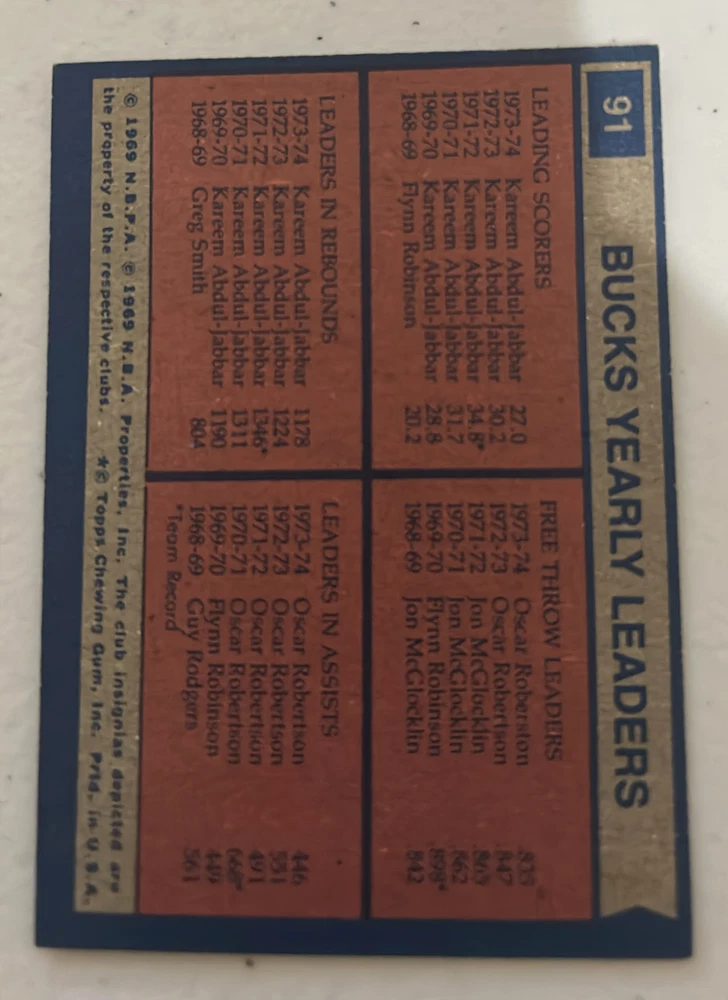 91
BUCKS YEARLY LEADERS
LEADING SCORERS
1973-74 Kareem Abdul-Jabbar 27.0
1972-73 Kareem Abdul-Jabbar 30.2
1971-72 Kareem Abdul-Jabbar 34.8*
1970-71 Kareem Abdul-Jabbar 31.7
1969-70 Kareem Abdul-Jabbar 28.8
1968-69 Flynn Robinson 20.2
FREE THROW LEADERS
1973-74 Oscar Roberston .835
1972-73 Oscar Robertson .847
1971-72 Jon McGlocklin
1970-71 Jon McGlocklin .862
1969-70 Flynn Robinson .898*
1968-69 Jon McGlocklin .842
LEADERS IN REBOUNDS
1973-74 Kareem Abdul-Jabbar 1178
1972-73 Kareem Abdul-Jabbar 1224
1971-72 Kareem Abdul-Jabbar 1346*
1970-71 Kareem Abdul-Jabbar 1311
1969-70 Kareem Abdul-Jabbar 1190
1968-69 Greg Smith 804
LEADERS IN ASSISTS
1973-74 Oscar Robertson 446
1972-73 Oscar Robertson 551
1971-72 Oscar Robertson 491
1970-71 Oscar Robertson 668*
1969-70 Flynn Robinson 449
1968-69 Guy Rodgers 561
*Team Record
© 1969 N.B.P.A. © 1969 N.B.A. Properties, Inc. The club insignias depicted are
the property of the respective clubs. ★© Topps Chewing Gum, Inc. Prtd. in U.S.A.